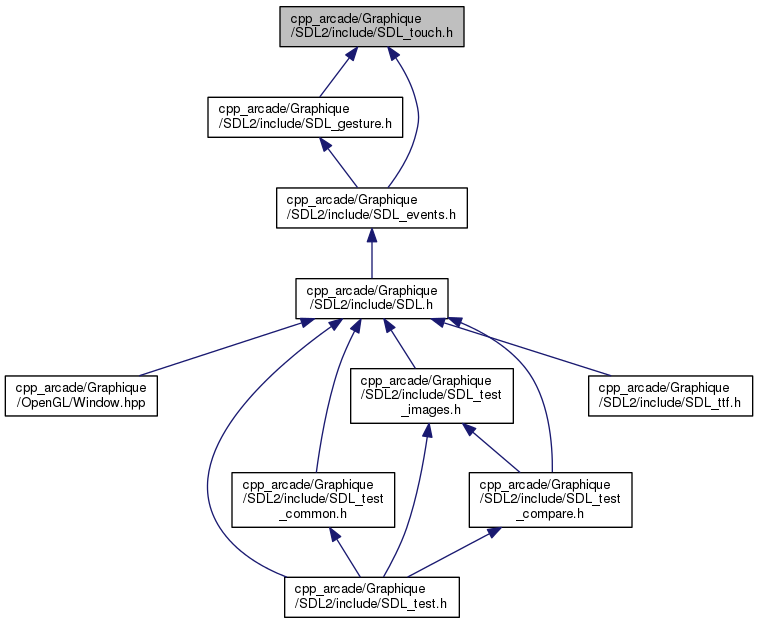 cpp_arcade/Graphique
/SDL2/include/SDL_touch.h
cpp_arcade/Graphique
/SDL2/include/SDL_gesture.h
cpp_arcade/Graphique
/SDL2/include/SDL_events.h
cpp_arcade/Graphique
/SDL2/include/SDL.h
cpp_arcade/Graphique
/OpenGL/Window.hpp
cpp_arcade/Graphique
/SDL2/include/SDL_test
_images.h
cpp_arcade/Graphique
/SDL2/include/SDL_ttf.h
cpp_arcade/Graphique
/SDL2/include/SDL_test
_common.h
cpp_arcade/Graphique
/SDL2/include/SDL_test
_compare.h
cpp_arcade/Graphique
/SDL2/include/SDL_test.h